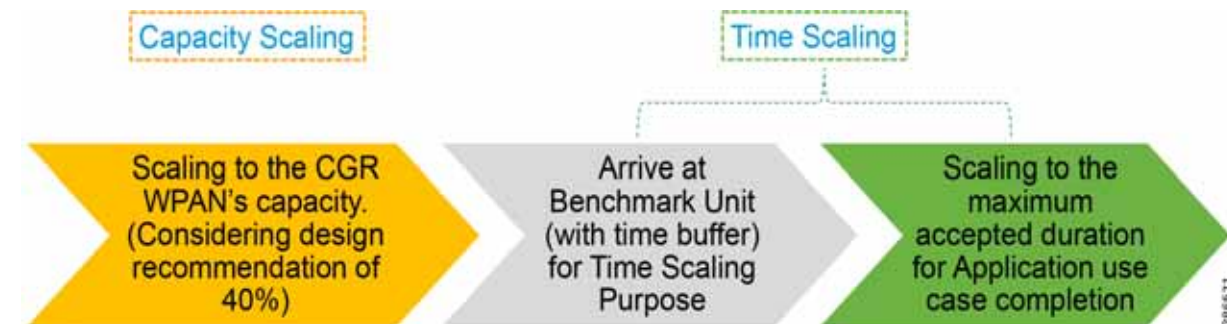 Capacity Scaling
Time Scaling
Scaling to the CGR
WPAN's capacity.
(Considering design
recommendation of
40%)
Arrive at
Benchmark Unit
(with time buffer)
for Time Scaling
Purpose
Scaling to the
maximum
accepted duration
for Application use
case completion